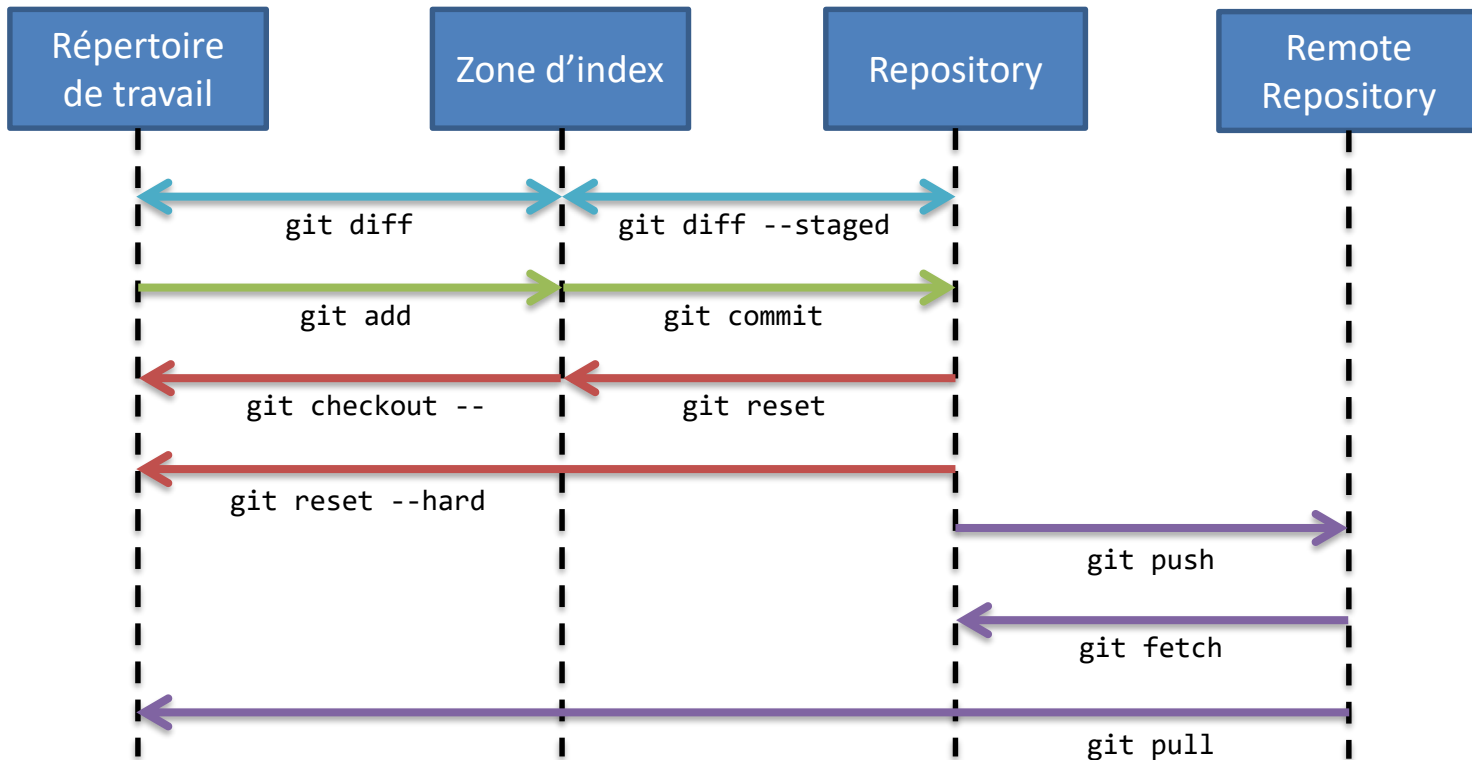 Répertoire
de travail
Zone d’index
Repository
Remote
Repository
git diff
git diff --staged
git add
git commit
git checkout --
git reset
git reset --hard
git push
git fetch
git pull